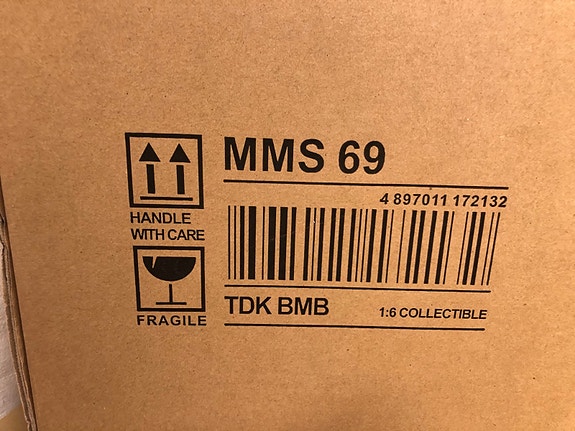 MMS 69
4 897011 172132
HANDLE
WITH CARE
TDK BMB
1:6 COLLECTIBLE
FRAGILE